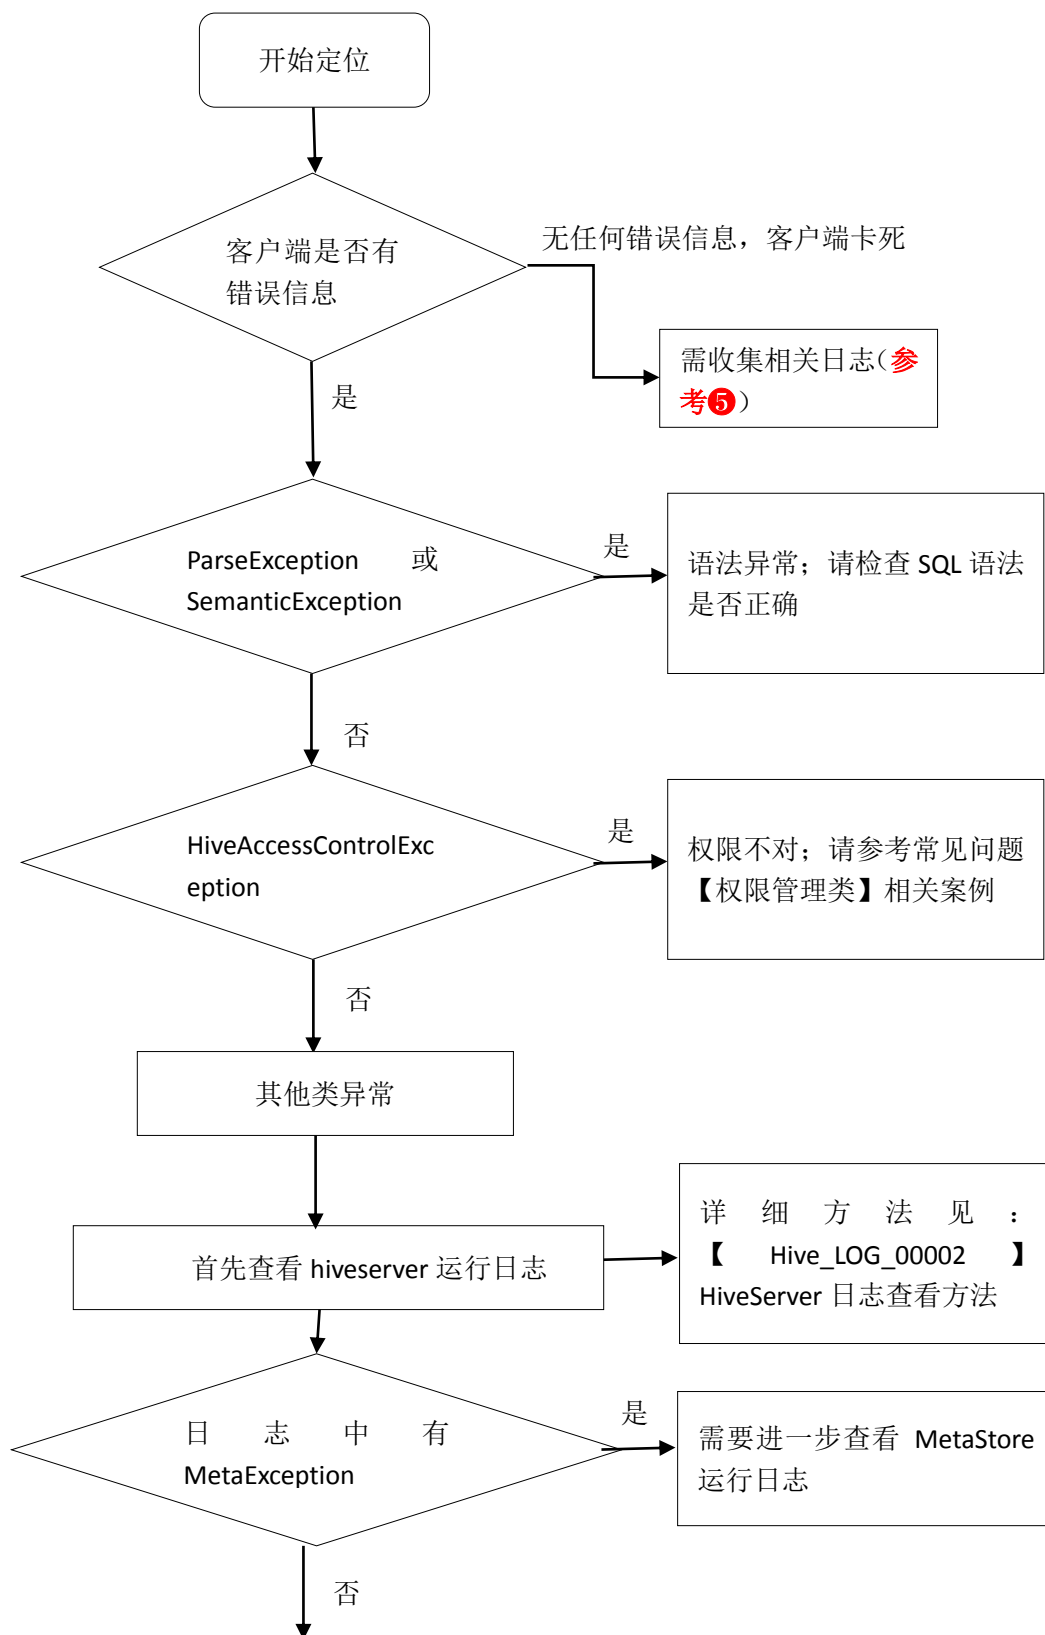 开始定位
客户端是否有
错误信息
无任何错误信息，客户端卡死
需收集相关日志（参
考❺）
是
ParseException 或
SemanticException
是
语法异常；请检查 SQL 语法
是否正确
否
HiveAccessControlExc
eption
是
权限不对；请参考常见问题
【权限管理类】相关案例
否
其他类异常
首先查看 hiveserver 运行日志
详细方法见：
【Hive_LOG_00002】
HiveServer 日志查看方法
日志中有
MetaException
是
需要进一步查看 MetaStore
运行日志
否